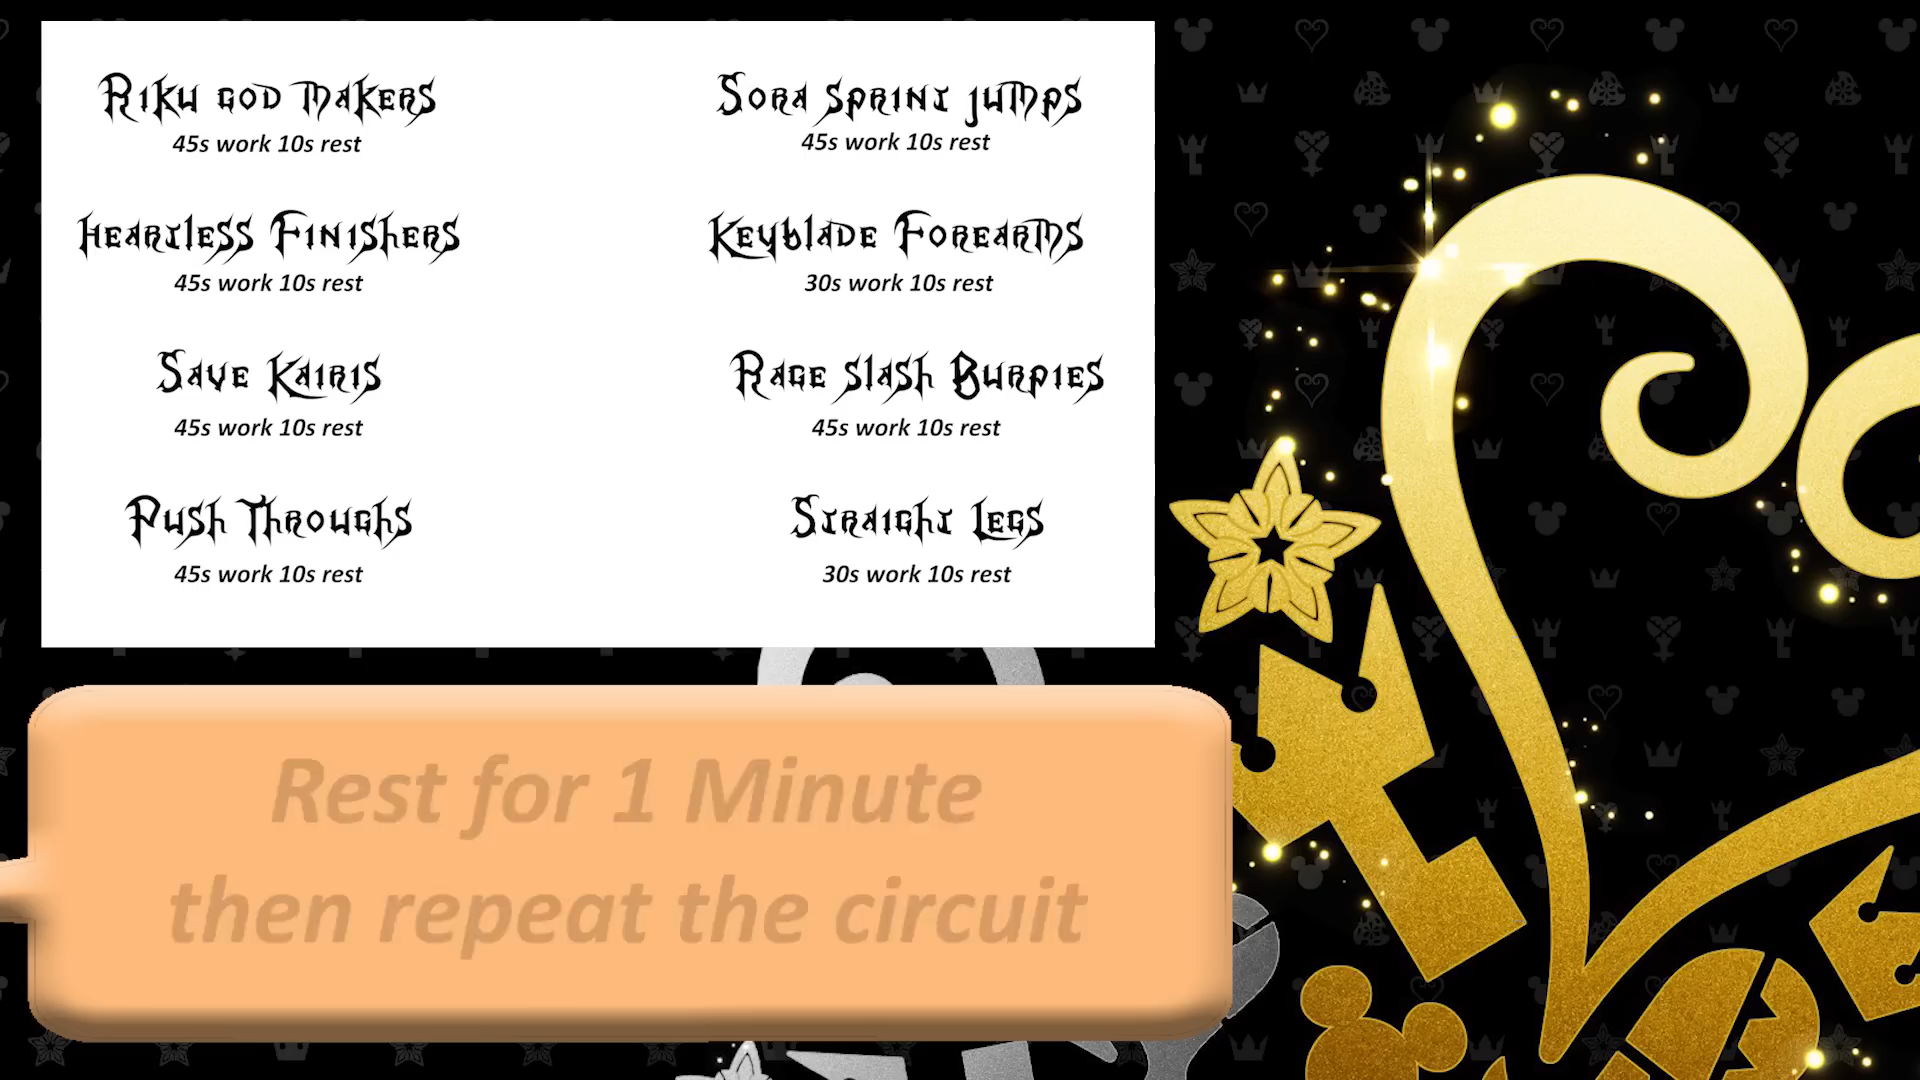 Riku God Makers
45s work 10s rest
Heartless Finishers
45s work 10s rest
Save Kairis
45s work 10s rest
Push Throughs
45s work 10s rest
Sora sprint jumps
45s work 10s rest
Keyblade Forearms
30s work 10s rest
Rage slash Burpies
45s work 10s rest
Straight Legs
30s work 10s rest
Rest for 1 Minute
then repeat the circuit